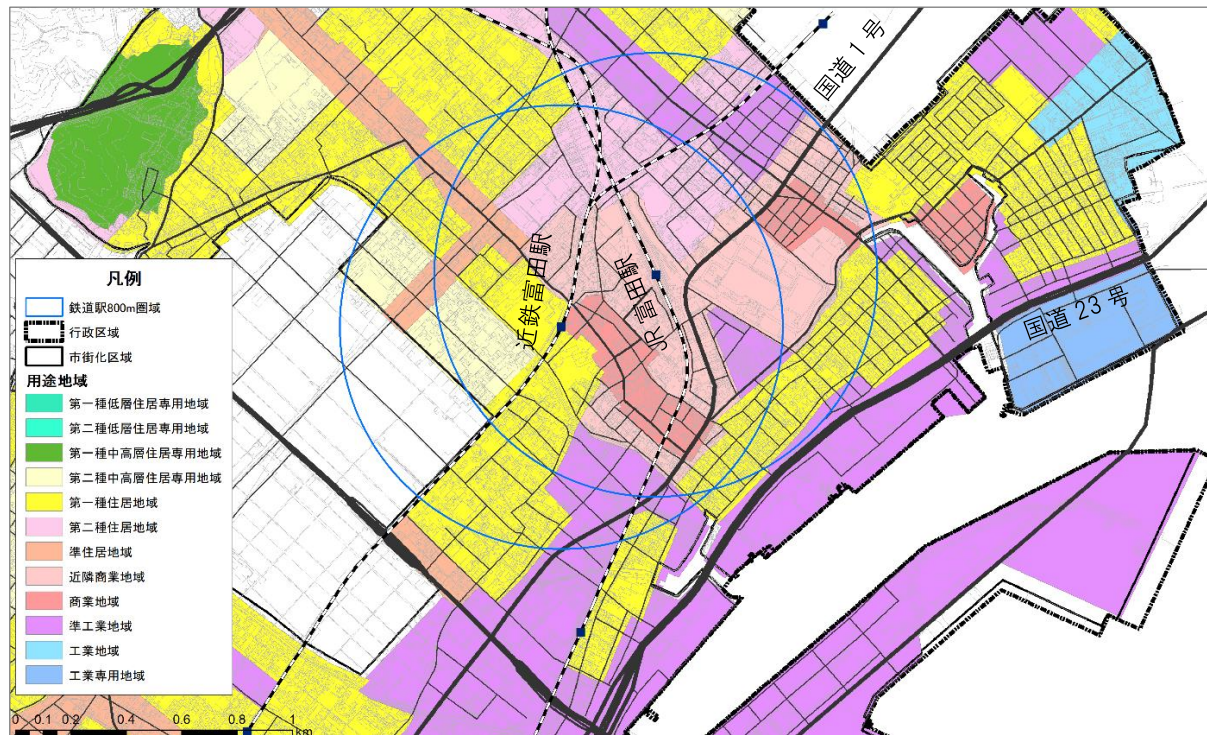 国道 1 号
近鉄富田駅
JR 富田駅
国道 23 号
凡例
鉄道駅800m圏域
行政区域
市街化区域
用途地域
第一種低層住居専用地域
第二種低層住居専用地域
第一種中高層住居専用地域
第二種中高層住居専用地域
第一種住居地域
第二種住居地域
準住居地域
近隣商業地域
商業地域
準工業地域
工業地域
工業専用地域
0 0.1 0.2 0.4 0.6 0.8 1
km